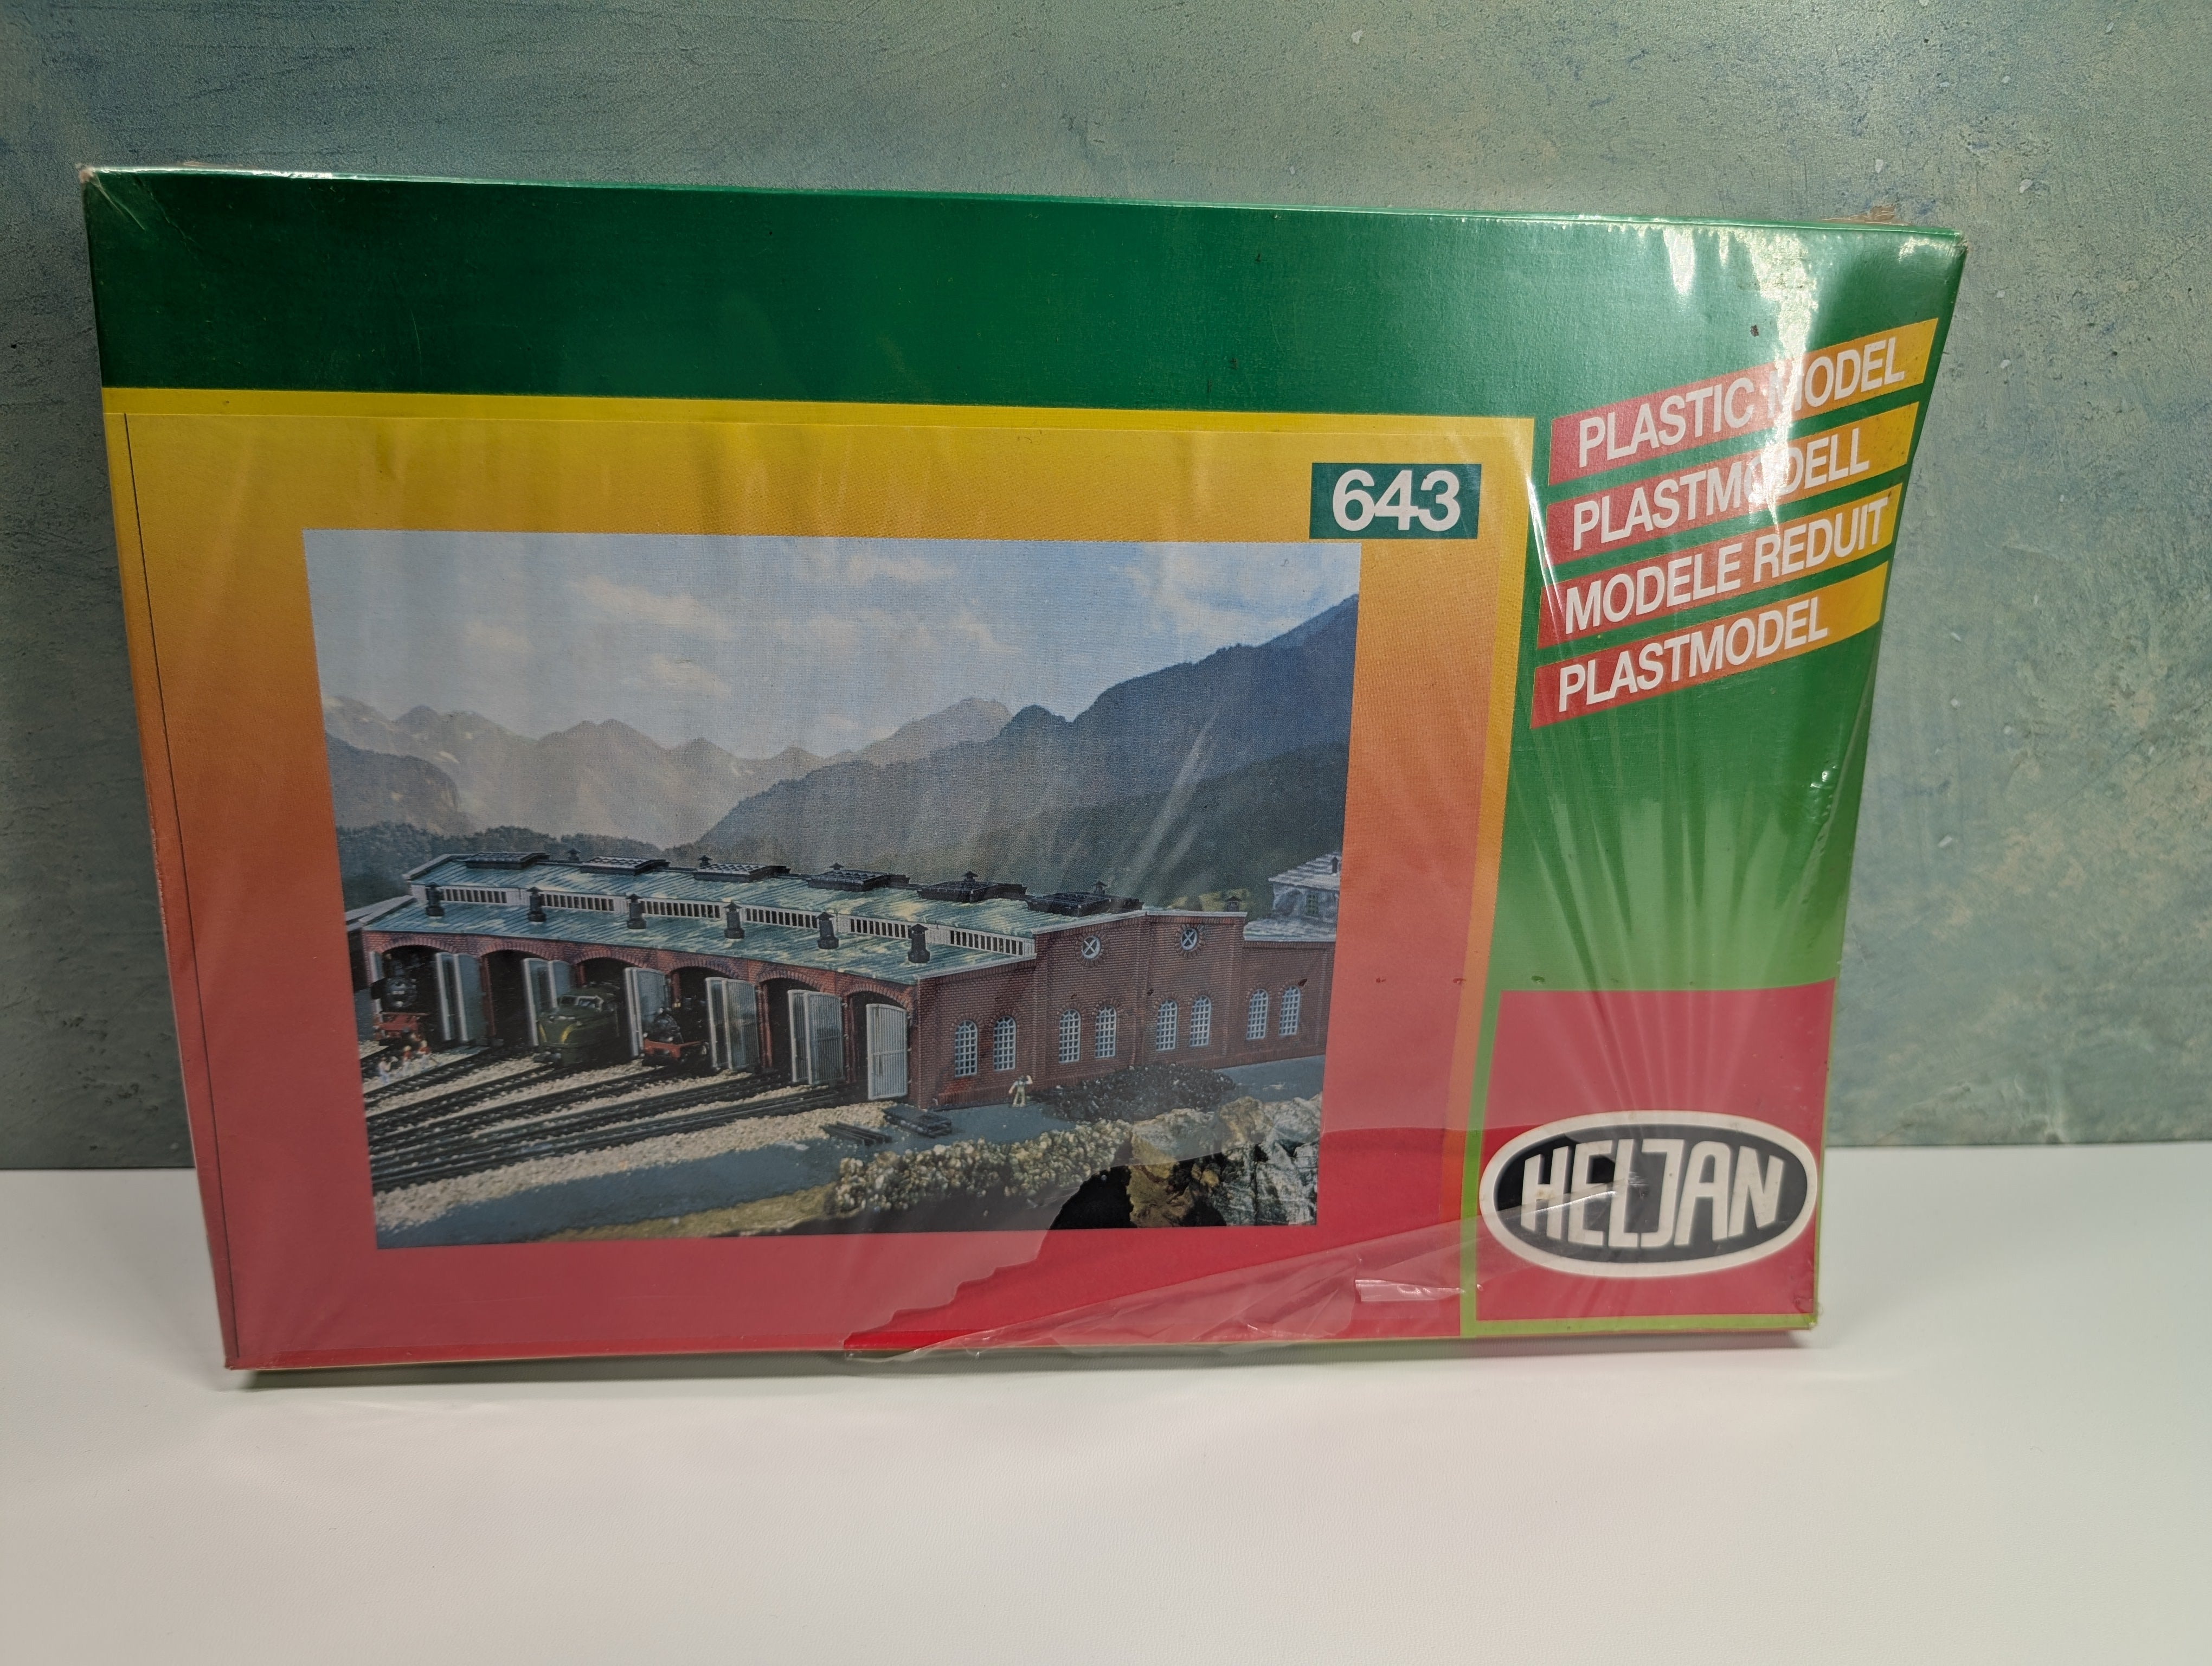 643
PLASTIC MODEL
PLASTMODELL
MODELE REDUIT
PLASTMODEL
HELJAN